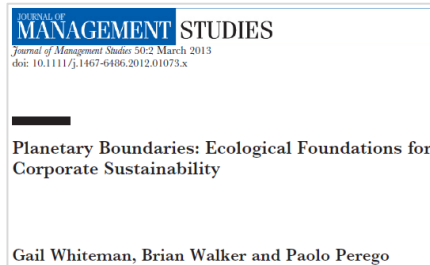 JOURNAL OF
MANAGEMENT STUDIES
Journal of Management Studies 50:2 March 2013
doi: 10.1111/j.1467-6486.2012.01073.x
Planetary Boundaries: Ecological Foundations for
Corporate Sustainability
Gail Whiteman, Brian Walker and Paolo Perego